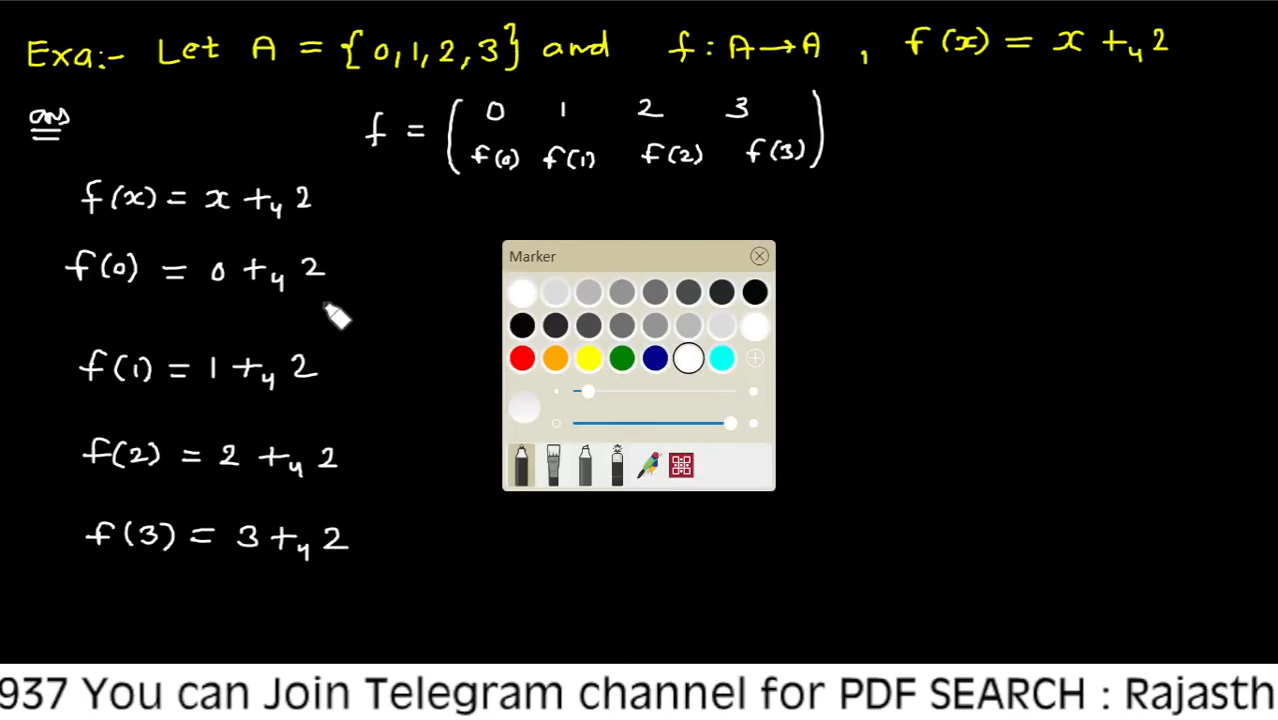 Exa:- Let A = {0,1,2,3} and f : A→A , f(x) = x +₄ 2
ans
f = ( 0 1 2 3
f(0) f(1) f(2) f(3) )
f(x) = x +₄ 2
f(0) = 0 +₄ 2
Marker
f(1) = 1 +₄ 2
f(2) = 2 +₄ 2
f(3) = 3 +₄ 2
937 You can Join Telegram channel for PDF SEARCH : Rajasth